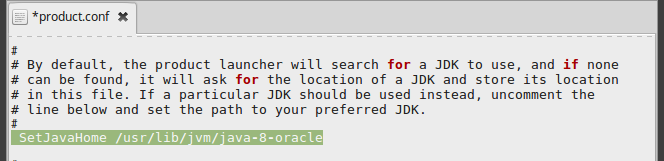 *product.conf ✖
#
# By default, the product launcher will search for a JDK to use, and if none
# can be found, it will ask for the location of a JDK and store its location
# in this file. If a particular JDK should be used instead, uncomment the
# line below and set the path to your preferred JDK.
#
SetJavaHome /usr/lib/jvm/java-8-oracle